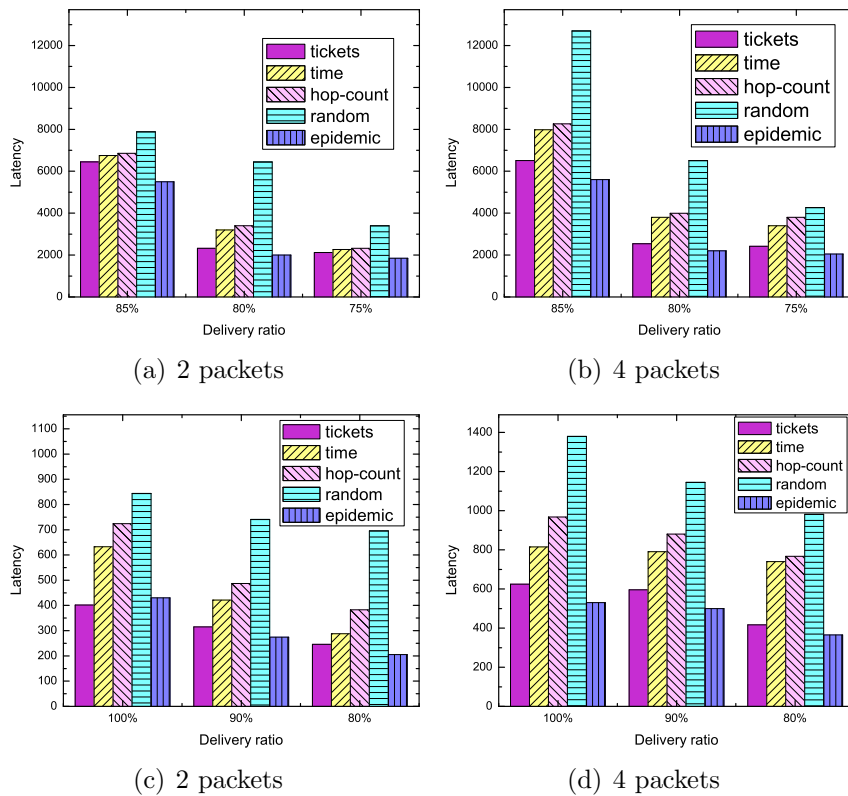 12000
10000
8000
6000
4000
2000
0
Latency
tickets
time
hop-count
random
epidemic
85% 80% 75%
Delivery ratio
(a) 2 packets
12000
10000
8000
6000
4000
2000
0
Latency
tickets
time
hop-count
random
epidemic
85% 80% 75%
Delivery ratio
(b) 4 packets
1100
1000
900
800
700
600
500
400
300
200
100
0
Latency
tickets
time
hop-count
random
epidemic
100% 90% 80%
Delivery ratio
(c) 2 packets
1400
1200
1000
800
600
400
200
0
Latency
tickets
time
hop-count
random
epidemic
100% 90% 80%
Delivery ratio
(d) 4 packets